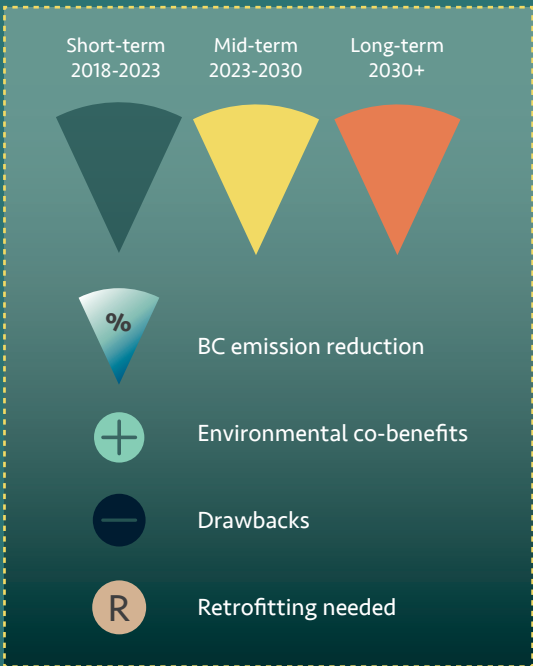 Short-term
2018-2023
Mid-term
2023-2030
Long-term
2030+
%
BC emission reduction
Environmental co-benefits
Drawbacks
R
Retrofitting needed